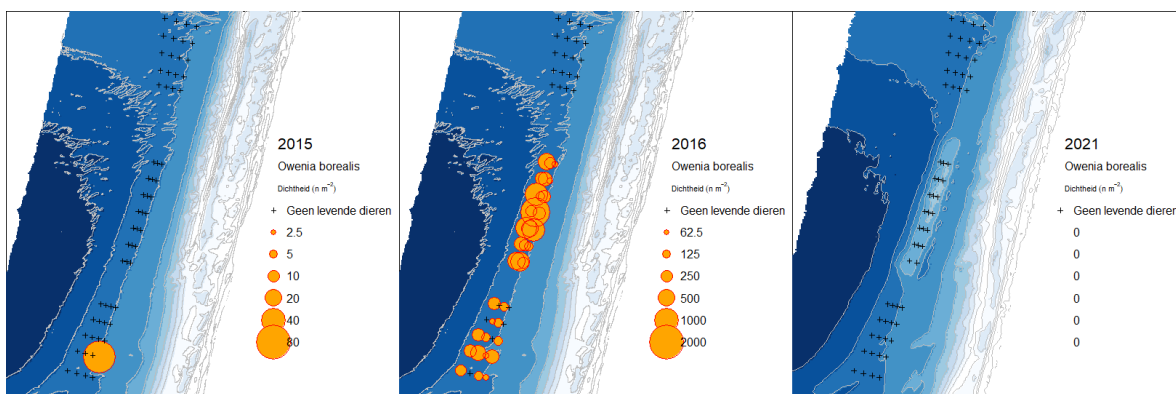 2015
Owenia borealis
Dichtheid (n m⁻²)
+ Geen levende dieren
2.5
5
10
20
40
80
2016
Owenia borealis
Dichtheid (n m⁻²)
+ Geen levende dieren
62.5
125
250
500
1000
2000
2021
Owenia borealis
Dichtheid (n m⁻²)
+ Geen levende dieren
0
0
0
0
0
0